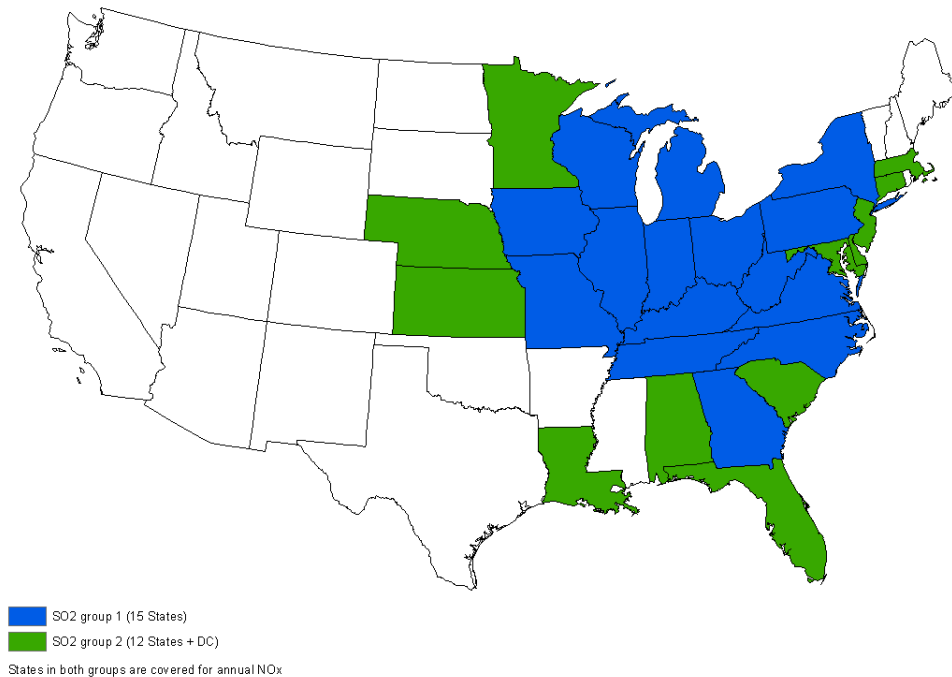 SO2 group 1 (15 States)
SO2 group 2 (12 States + DC)
States in both groups are covered for annual NOx